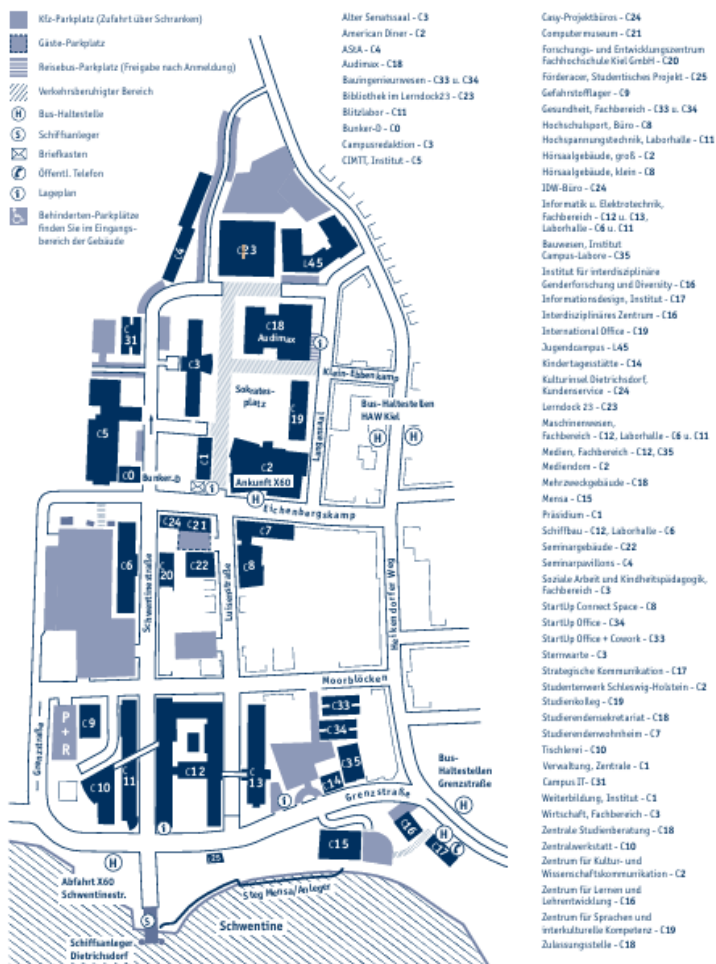 Kfz-Parkplatz (Zufahrt über Schranken)
Gäste-Parkplatz
Reisebus-Parkplatz (Freigabe nach Anmeldung)
Verkehrsberuhigter Bereich
H Bus-Haltestelle
S Schiffsanleger
Briefkasten
Öffentl. Telefon
i Lageplan
Behinderten-Parkplätze
finden Sie im Eingangs-
bereich der Gebäude
Alter Senatssaal - C3
American Diner - C2
AStA - C4
Audimax - C18
Bauingenieurwesen - C33 u. C34
Bibliothek im Lerndock23 - C23
Blitzlabor - C11
Bunker-D - C0
Campusredaktion - C3
CIMTT, Institut - C5
Casy-Projektbüros - C24
Computermuseum - C21
Forschungs- und Entwicklungszentrum
Fachhochschule Kiel GmbH - C20
Förderacer, Studentisches Projekt - C25
Gefahrstofflager - C9
Gesundheit, Fachbereich - C33 u. C34
Hochschulsport, Büro - C8
Hochspannungstechnik, Laborhalle - C11
Hörsaalgebäude, groß - C2
Hörsaalgebäude, klein - C8
IDW-Büro - C24
Informatik u. Elektrotechnik,
Fachbereich - C12 u. C13,
Laborhalle - C6 u. C11
Bauwesen, Institut
Campus-Labore - C35
Institut für interdisziplinäre
Genderforschung und Diversity - C16
Informationsdesign, Institut - C17
Interdisziplinäres Zentrum - C16
International Office - C19
Jugendcampus - L45
Kindertagesstätte - C14
Kulturinsel Dietrichsdorf,
Kundenservice - C24
Lerndock 23 - C23
Maschinenwesen,
Fachbereich - C12, Laborhalle - C6 u. C11
Medien, Fachbereich - C12, C35
Mediendom - C2
Mehrzweckgebäude - C18
Mensa - C15
Präsidium - C1
Schiffbau - C12, Laborhalle - C6
Seminargebäude - C22
Seminarpavillons - C4
Soziale Arbeit und Kindheitspädagogik,
Fachbereich - C3
StartUp Connect Space - C8
StartUp Office - C34
StartUp Office + Cowork - C33
Sternwarte - C3
Strategische Kommunikation - C17
Studentenwerk Schleswig-Holstein - C2
Studienkolleg - C19
Studierendensekretariat - C18
Studierendenwohnheim - C7
Tischlerei - C10
Verwaltung, Zentrale - C1
Campus IT- C31
Weiterbildung, Institut - C1
Wirtschaft, Fachbereich - C3
Zentrale Studienberatung - C18
Zentralwerkstatt - C10
Zentrum für Kultur- und
Wissenschaftskommunikation - C2
Zentrum für Lernen und
Lehrentwicklung - C16
Zentrum für Sprachen und
interkulturelle Kompetenz - C19
Zulassungsstelle - C18
C4
23
L45
C
31
C18
Audimax
i
C3
Klein-Ebbenkamp
Sokrates-
platz
C
19
Langensaal
Bus-Haltestellen
HAW Kiel
H H
C5
C1
C2
C0
Bunker-D
Ankunft X60
i
H
Eichenbergskamp
C24
C21
C7
C6
C
20
C22
C8
Schwentinestraße
Luisenstraße
Heikendorfer Weg
Moorblöcken
P
+
R
C9
C33
C34
C35
C14
Grenzstraße
C10
C
11
C12
C
13
i
i
Grenzstraße
Bus-
Haltestellen
Grenzstraße
H
C16
H
C17
C15
C25
H
Abfahrt X60
Schwentinestr.
Steg Mensa/Anleger
S
Schwentine
Schiffsanleger
Dietrichsdorf